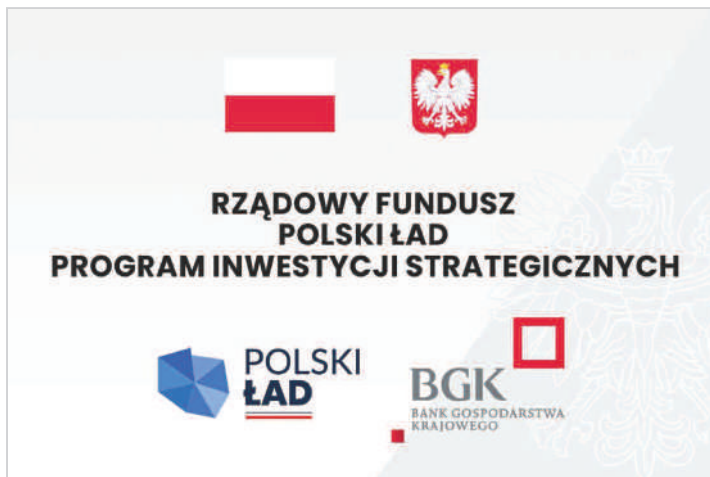 RZĄDOWY FUNDUSZ
POLSKI ŁAD
PROGRAM INWESTYCJI STRATEGICZNYCH
POLSKI
ŁAD
BGK
BANK GOSPODARSTWA
KRAJOWEGO